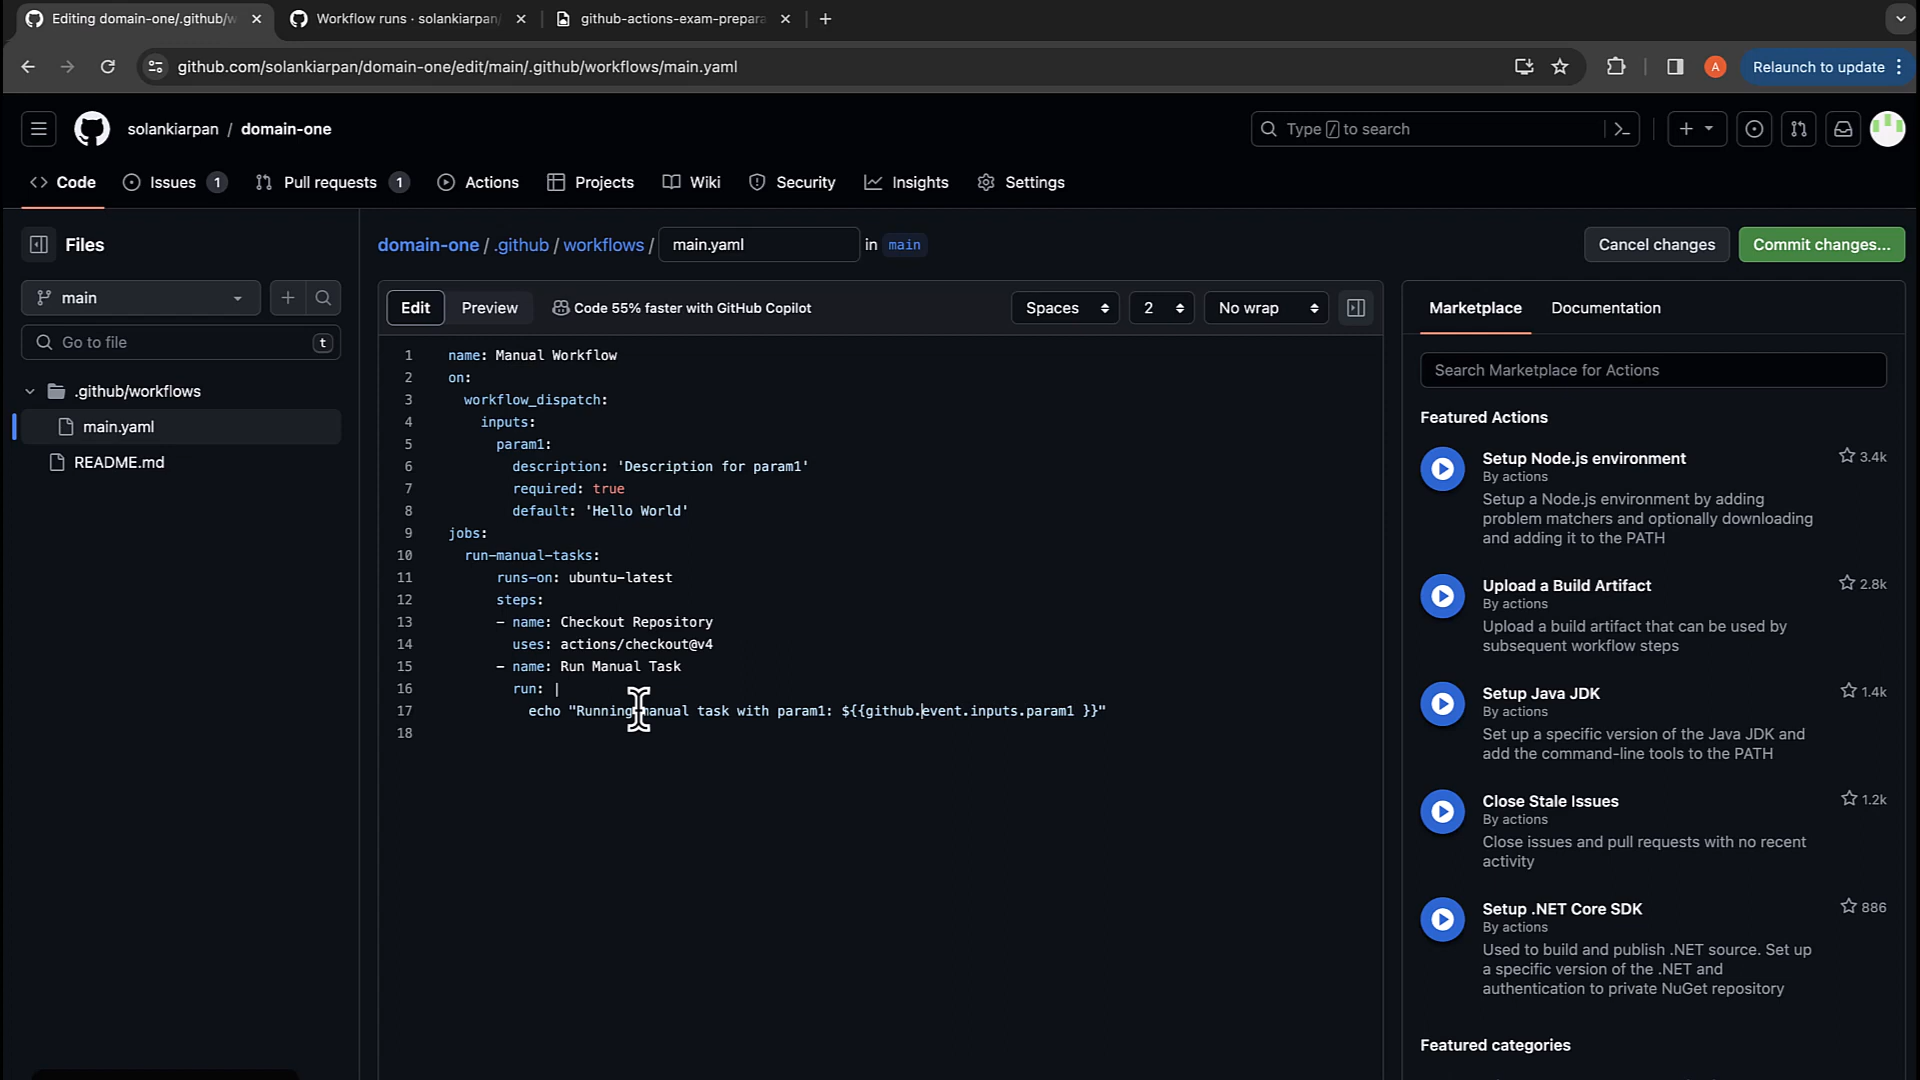 Editing domain-one/.github/w
Workflow runs · solankiarpan/
github-actions-exam-prepara
github.com/solankiarpan/domain-one/edit/main/.github/workflows/main.yaml
A
Relaunch to update
solankiarpan / domain-one
Type / to search
Code
Issues 1
Pull requests 1
Actions
Projects
Wiki
Security
Insights
Settings
Files
main
Go to file
t
.github/workflows
main.yaml
README.md
domain-one / .github / workflows / main.yaml in main
Cancel changes
Commit changes...
Edit
Preview
Code 55% faster with GitHub Copilot
Spaces
2
No wrap
1 name: Manual Workflow
2 on:
3 workflow_dispatch:
4 inputs:
5 param1:
6 description: 'Description for param1'
7 required: true
8 default: 'Hello World'
9 jobs:
10 run-manual-tasks:
11 runs-on: ubuntu-latest
12 steps:
13 - name: Checkout Repository
14 uses: actions/checkout@v4
15 - name: Run Manual Task
16 run: |
17 echo "Running manual task with param1: ${{github.event.inputs.param1 }}"
18
Marketplace
Documentation
Search Marketplace for Actions
Featured Actions
Setup Node.js environment 3.4k
By actions
Setup a Node.js environment by adding
problem matchers and optionally downloading
and adding it to the PATH
Upload a Build Artifact 2.8k
By actions
Upload a build artifact that can be used by
subsequent workflow steps
Setup Java JDK 1.4k
By actions
Set up a specific version of the Java JDK and
add the command-line tools to the PATH
Close Stale Issues 1.2k
By actions
Close issues and pull requests with no recent
activity
Setup .NET Core SDK 886
By actions
Used to build and publish .NET source. Set up
a specific version of the .NET and
authentication to private NuGet repository
Featured categories